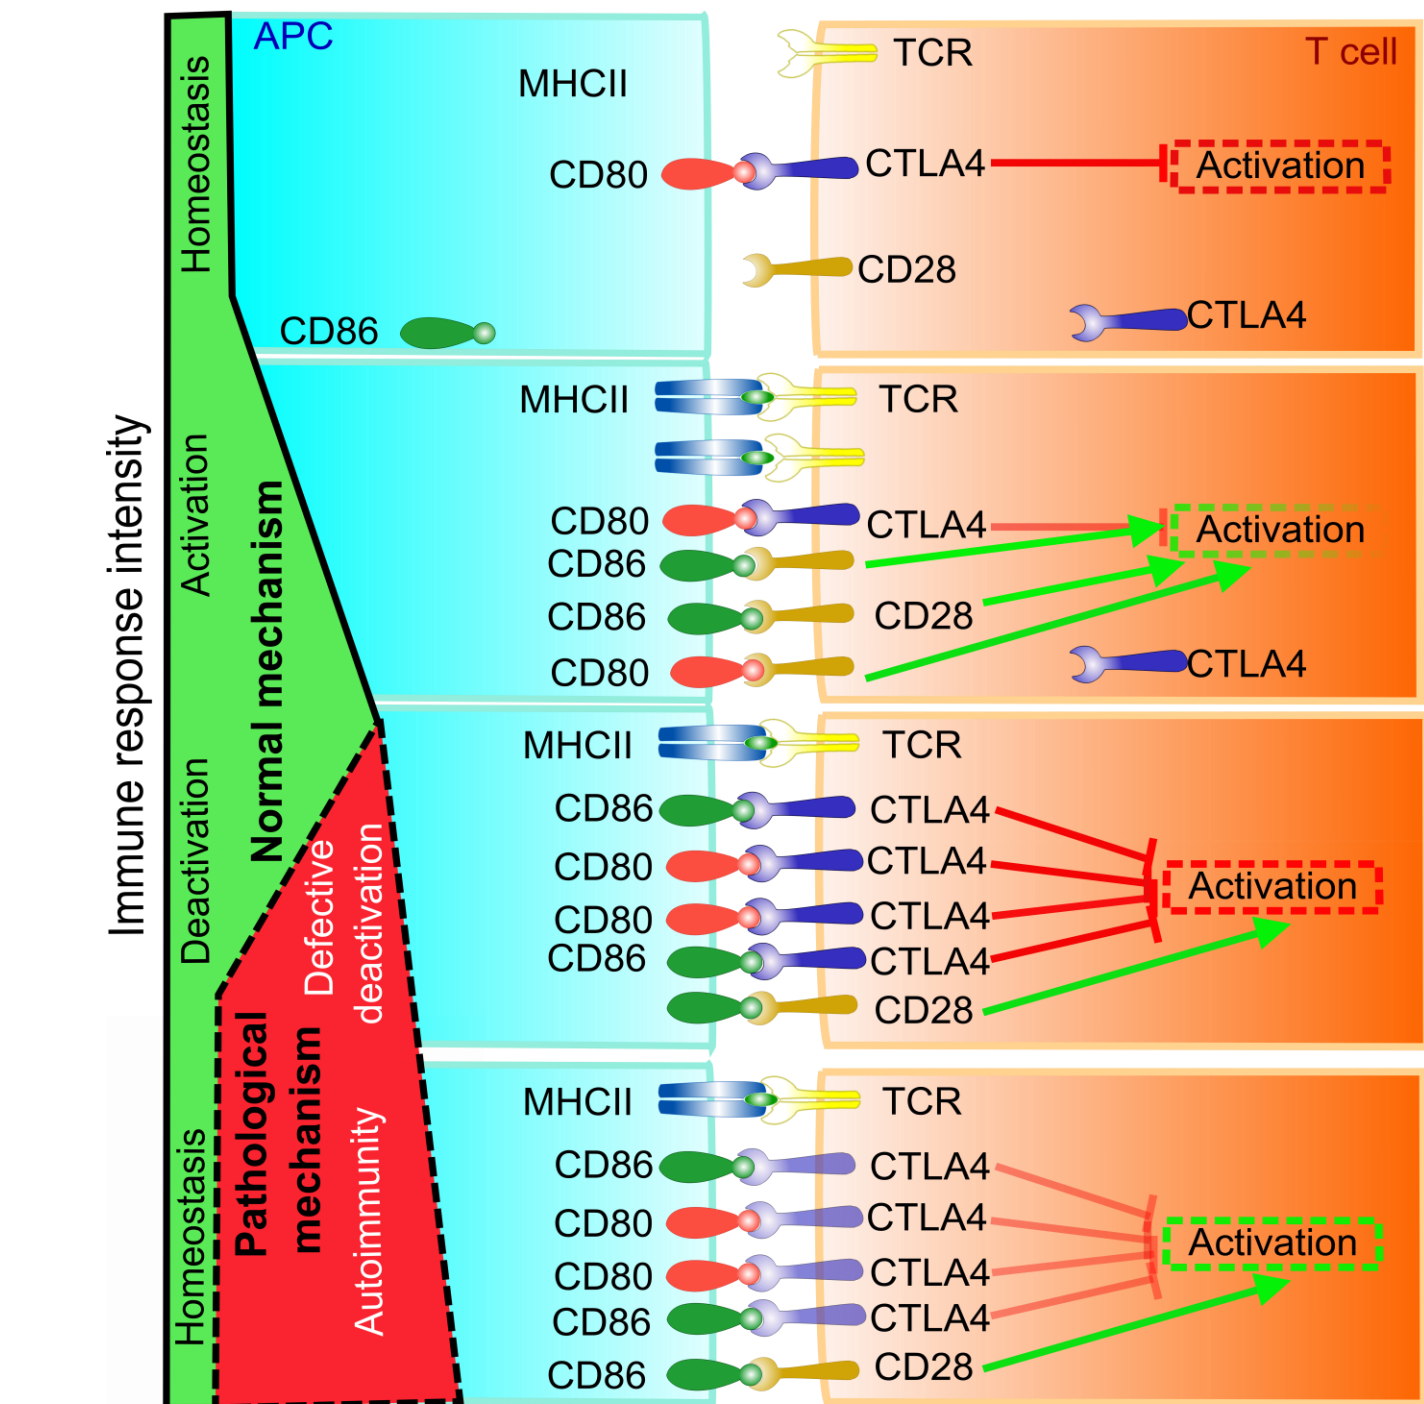 Immune response intensity
Homeostasis
Activation
Deactivation
Homeostasis
Normal mechanism
Pathological
mechanism
Defective
deactivation
Autoimmunity
APC
T cell
MHCII
TCR
CD80
CTLA4
Activation
CD28
CD86
CTLA4
MHCII
TCR
CD80
CTLA4
Activation
CD86
CD86
CD28
CD80
CTLA4
MHCII
TCR
CD86
CTLA4
CD80
CTLA4
Activation
CD80
CTLA4
CD86
CTLA4
CD28
MHCII
TCR
CD86
CTLA4
CD80
CTLA4
Activation
CD80
CTLA4
CD86
CTLA4
CD86
CD28